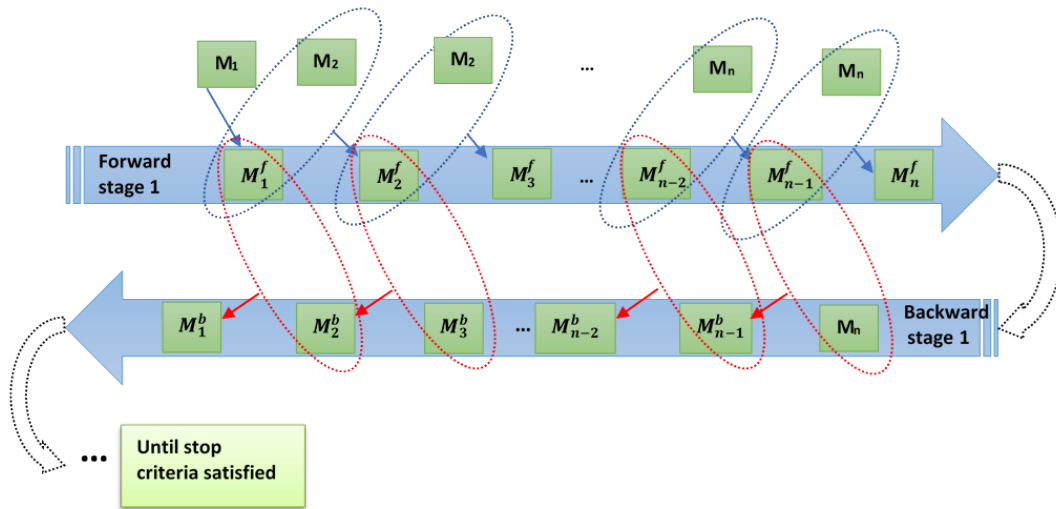 M₁ M₂ M₂ ... Mₙ Mₙ
Forward
stage 1
M₁ᶠ M₂ᶠ M₃ᶠ ... Mₙ₋₂ᶠ Mₙ₋₁ᶠ Mₙᶠ
M₁ᵇ M₂ᵇ M₃ᵇ ... Mₙ₋₂ᵇ Mₙ₋₁ᵇ Mₙ
Backward
stage 1
... Until stop
criteria satisfied